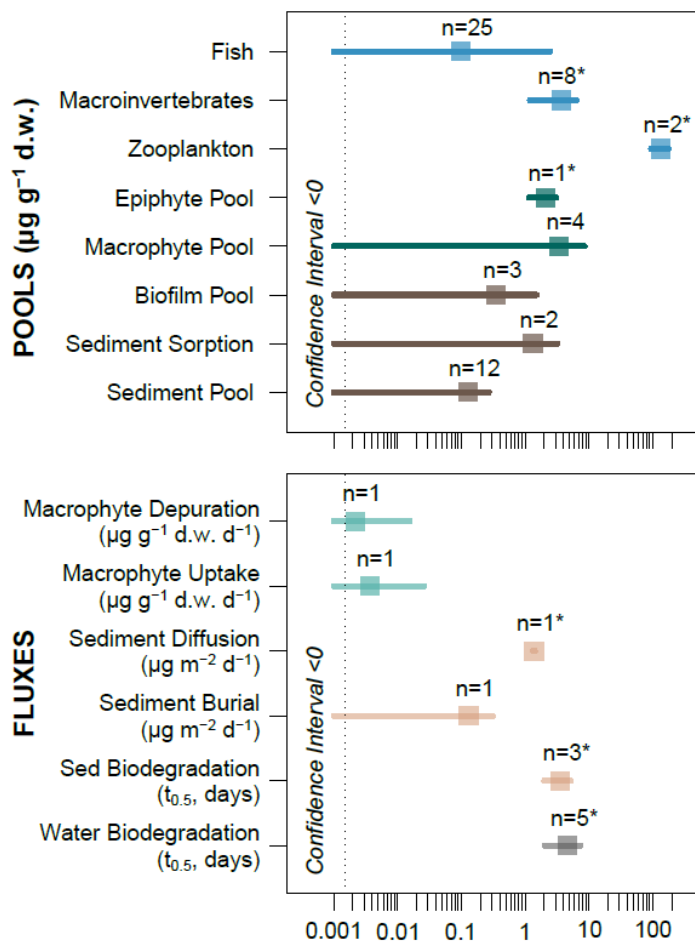 POOLS (µg g⁻¹ d.w.)
Fish
Macroinvertebrates
Zooplankton
Epiphyte Pool
Macrophyte Pool
Biofilm Pool
Sediment Sorption
Sediment Pool
Confidence Interval <0
n=25
n=8*
n=2*
n=1*
n=4
n=3
n=2
n=12
FLUXES
Macrophyte Depuration
(µg g⁻¹ d.w. d⁻¹)
Macrophyte Uptake
(µg g⁻¹ d.w. d⁻¹)
Sediment Diffusion
(µg m⁻² d⁻¹)
Sediment Burial
(µg m⁻² d⁻¹)
Sed Biodegradation
(t₀.₅, days)
Water Biodegradation
(t₀.₅, days)
Confidence Interval <0
n=1
n=1
n=1*
n=1
n=3*
n=5*
0.001 0.01 0.1 1 10 100